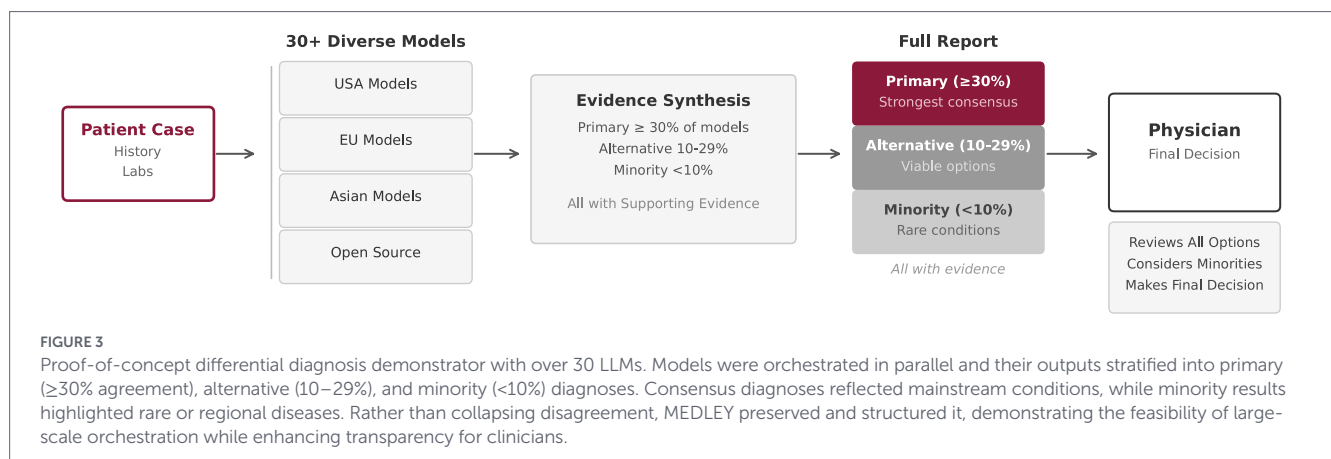 30+ Diverse Models
Full Report
Patient Case
History
Labs
USA Models
EU Models
Asian Models
Open Source
Evidence Synthesis
Primary ≥ 30% of models
Alternative 10-29%
Minority <10%
All with Supporting Evidence
Primary (≥30%)
Strongest consensus
Alternative (10-29%)
Viable options
Minority (<10%)
Rare conditions
All with evidence
Physician
Final Decision
Reviews All Options
Considers Minorities
Makes Final Decision
FIGURE 3
Proof-of-concept differential diagnosis demonstrator with over 30 LLMs. Models were orchestrated in parallel and their outputs stratified into primary
(≥30% agreement), alternative (10–29%), and minority (<10%) diagnoses. Consensus diagnoses reflected mainstream conditions, while minority results
highlighted rare or regional diseases. Rather than collapsing disagreement, MEDLEY preserved and structured it, demonstrating the feasibility of large-
scale orchestration while enhancing transparency for clinicians.